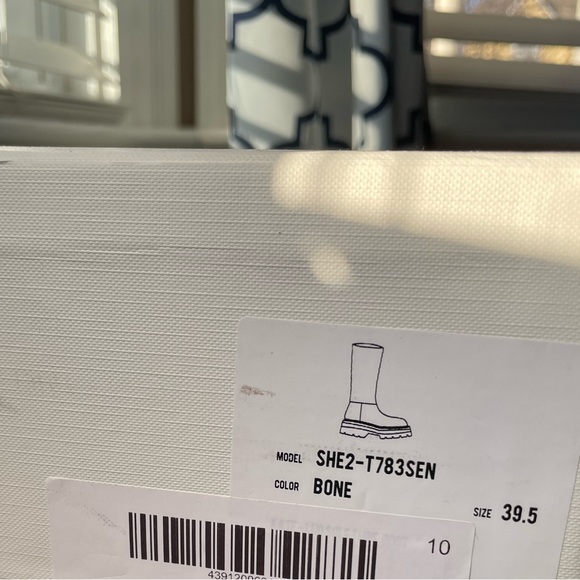 MODEL SHE2-T783SEN
COLOR BONE
SIZE 39.5
10